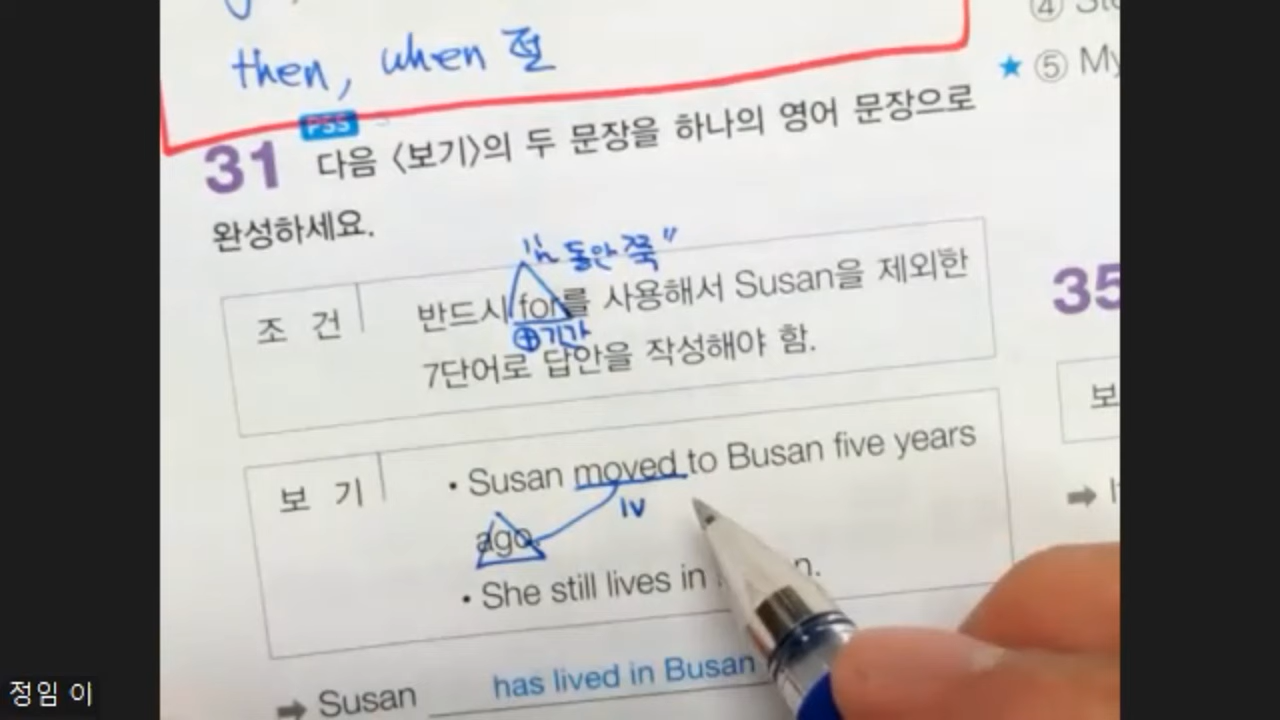 then, when 절
④
★ ⑤ My
PSS
31 다음 〈보기〉의 두 문장을 하나의 영어 문장으로
완성하세요.
"~ 동안 쭉"
조 건 반드시 for를 사용해서 Susan을 제외한
⊕기간
7단어로 답안을 작성해야 함.
35
보
보 기 • Susan moved to Busan five years
1v
ago.
• She still lives in
➡ Susan has lived in Busan
정임 이